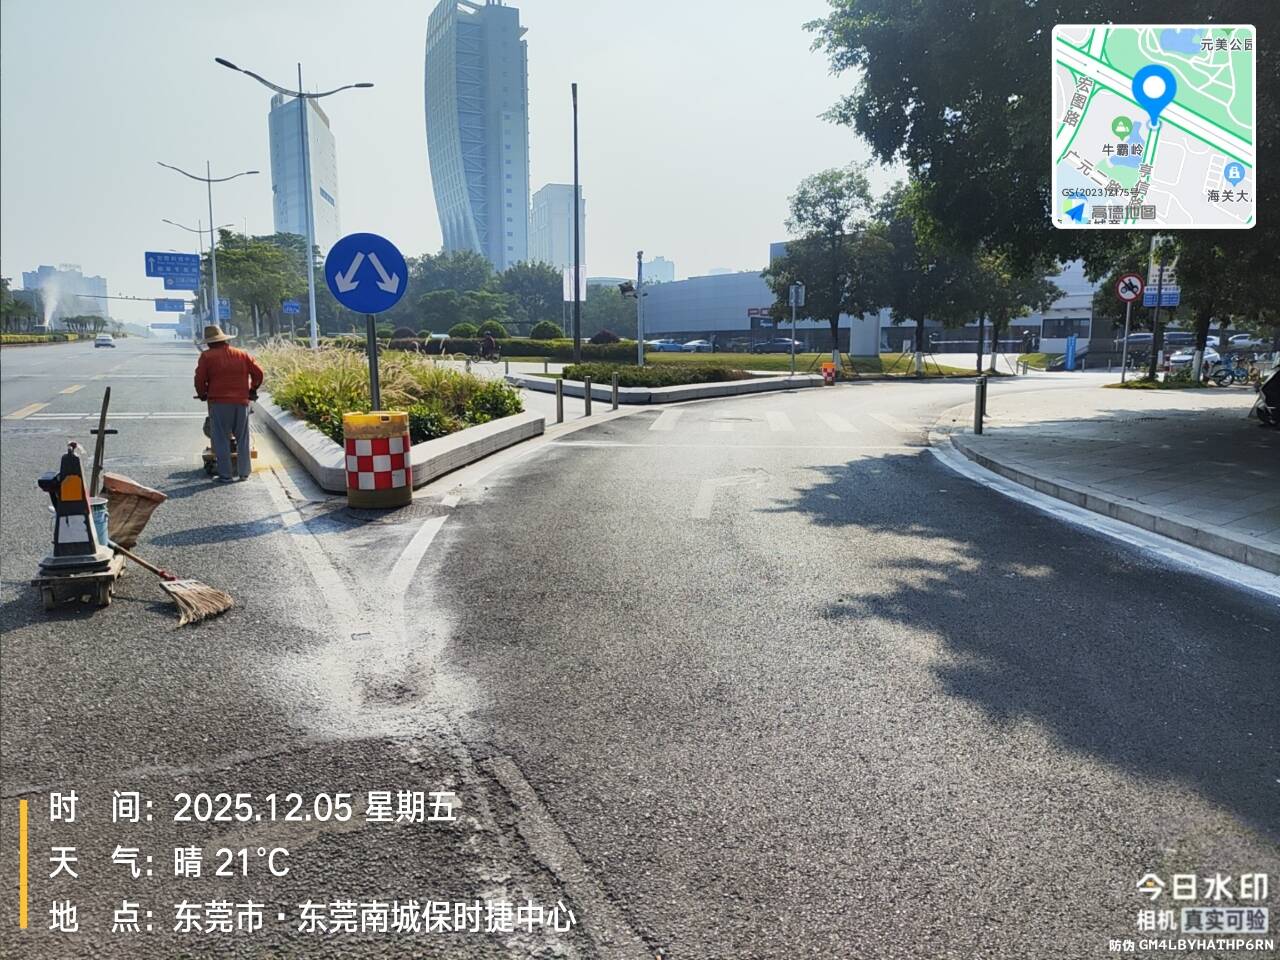 元美公园
宏图路
牛霸岭
广元二路
亨信路
海关大
GS(2023)2175号
高德地图
时 间: 2025.12.05 星期五
天 气: 晴 21℃
地 点: 东莞市·东莞南城保时捷中心
今日水印
相机 真实可验
防伪 GM4LBYHATHP6RN